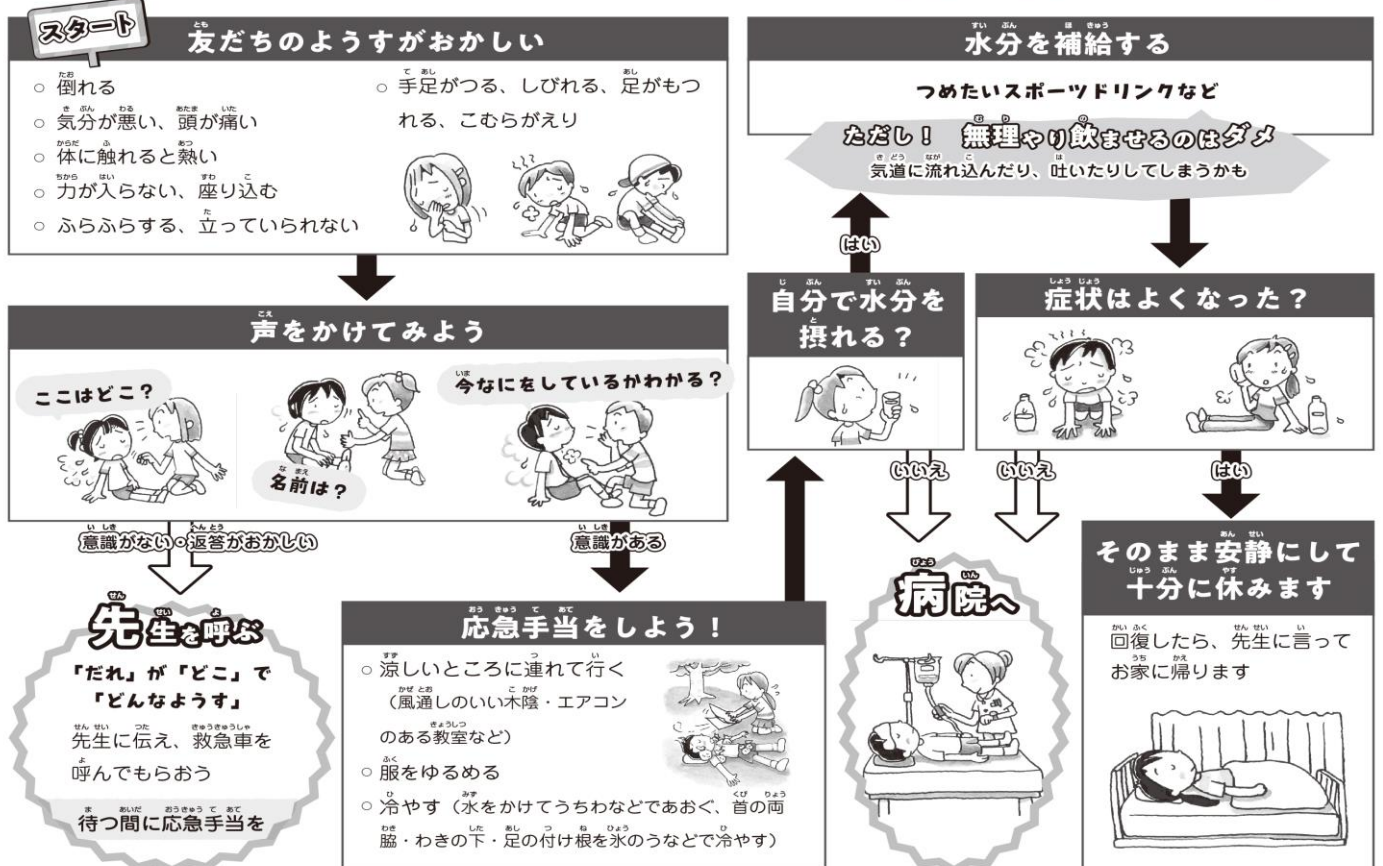 スタート
友だちのようすがおかしい
○ 倒れる
○ 気分が悪い、頭が痛い
○ 体に触れると熱い
○ 力が入らない、座り込む
○ ふらふらする、立っていられない
○ 手足がつる、しびれる、足がもつ
れる、こむらがえり
声をかけてみよう
ここはどこ？
名前は？
今なにをしているかわかる？
意識がない・返答がおかしい
意識がある
先生を呼ぶ
「だれ」が「どこ」で
「どんなようす」
先生に伝え、救急車を
呼んでもらおう
待つ間に応急手当を
応急手当をしよう！
○ 涼しいところに連れて行く
（風通しのいい木陰・エアコン
のある教室など）
○ 服をゆるめる
○ 冷やす（水をかけてうちわなどであおぐ、首の両
脇・わきの下・足の付け根を氷のうなどで冷やす）
自分で水分を
摂れる？
はい
いいえ
水分を補給する
つめたいスポーツドリンクなど
ただし！ 無理やり飲ませるのはダメ
気道に流れ込んだり、吐いたりしてしまうかも
症状はよくなった？
いいえ
はい
病院へ
そのまま安静にして
十分に休みます
回復したら、先生に言って
お家に帰ります